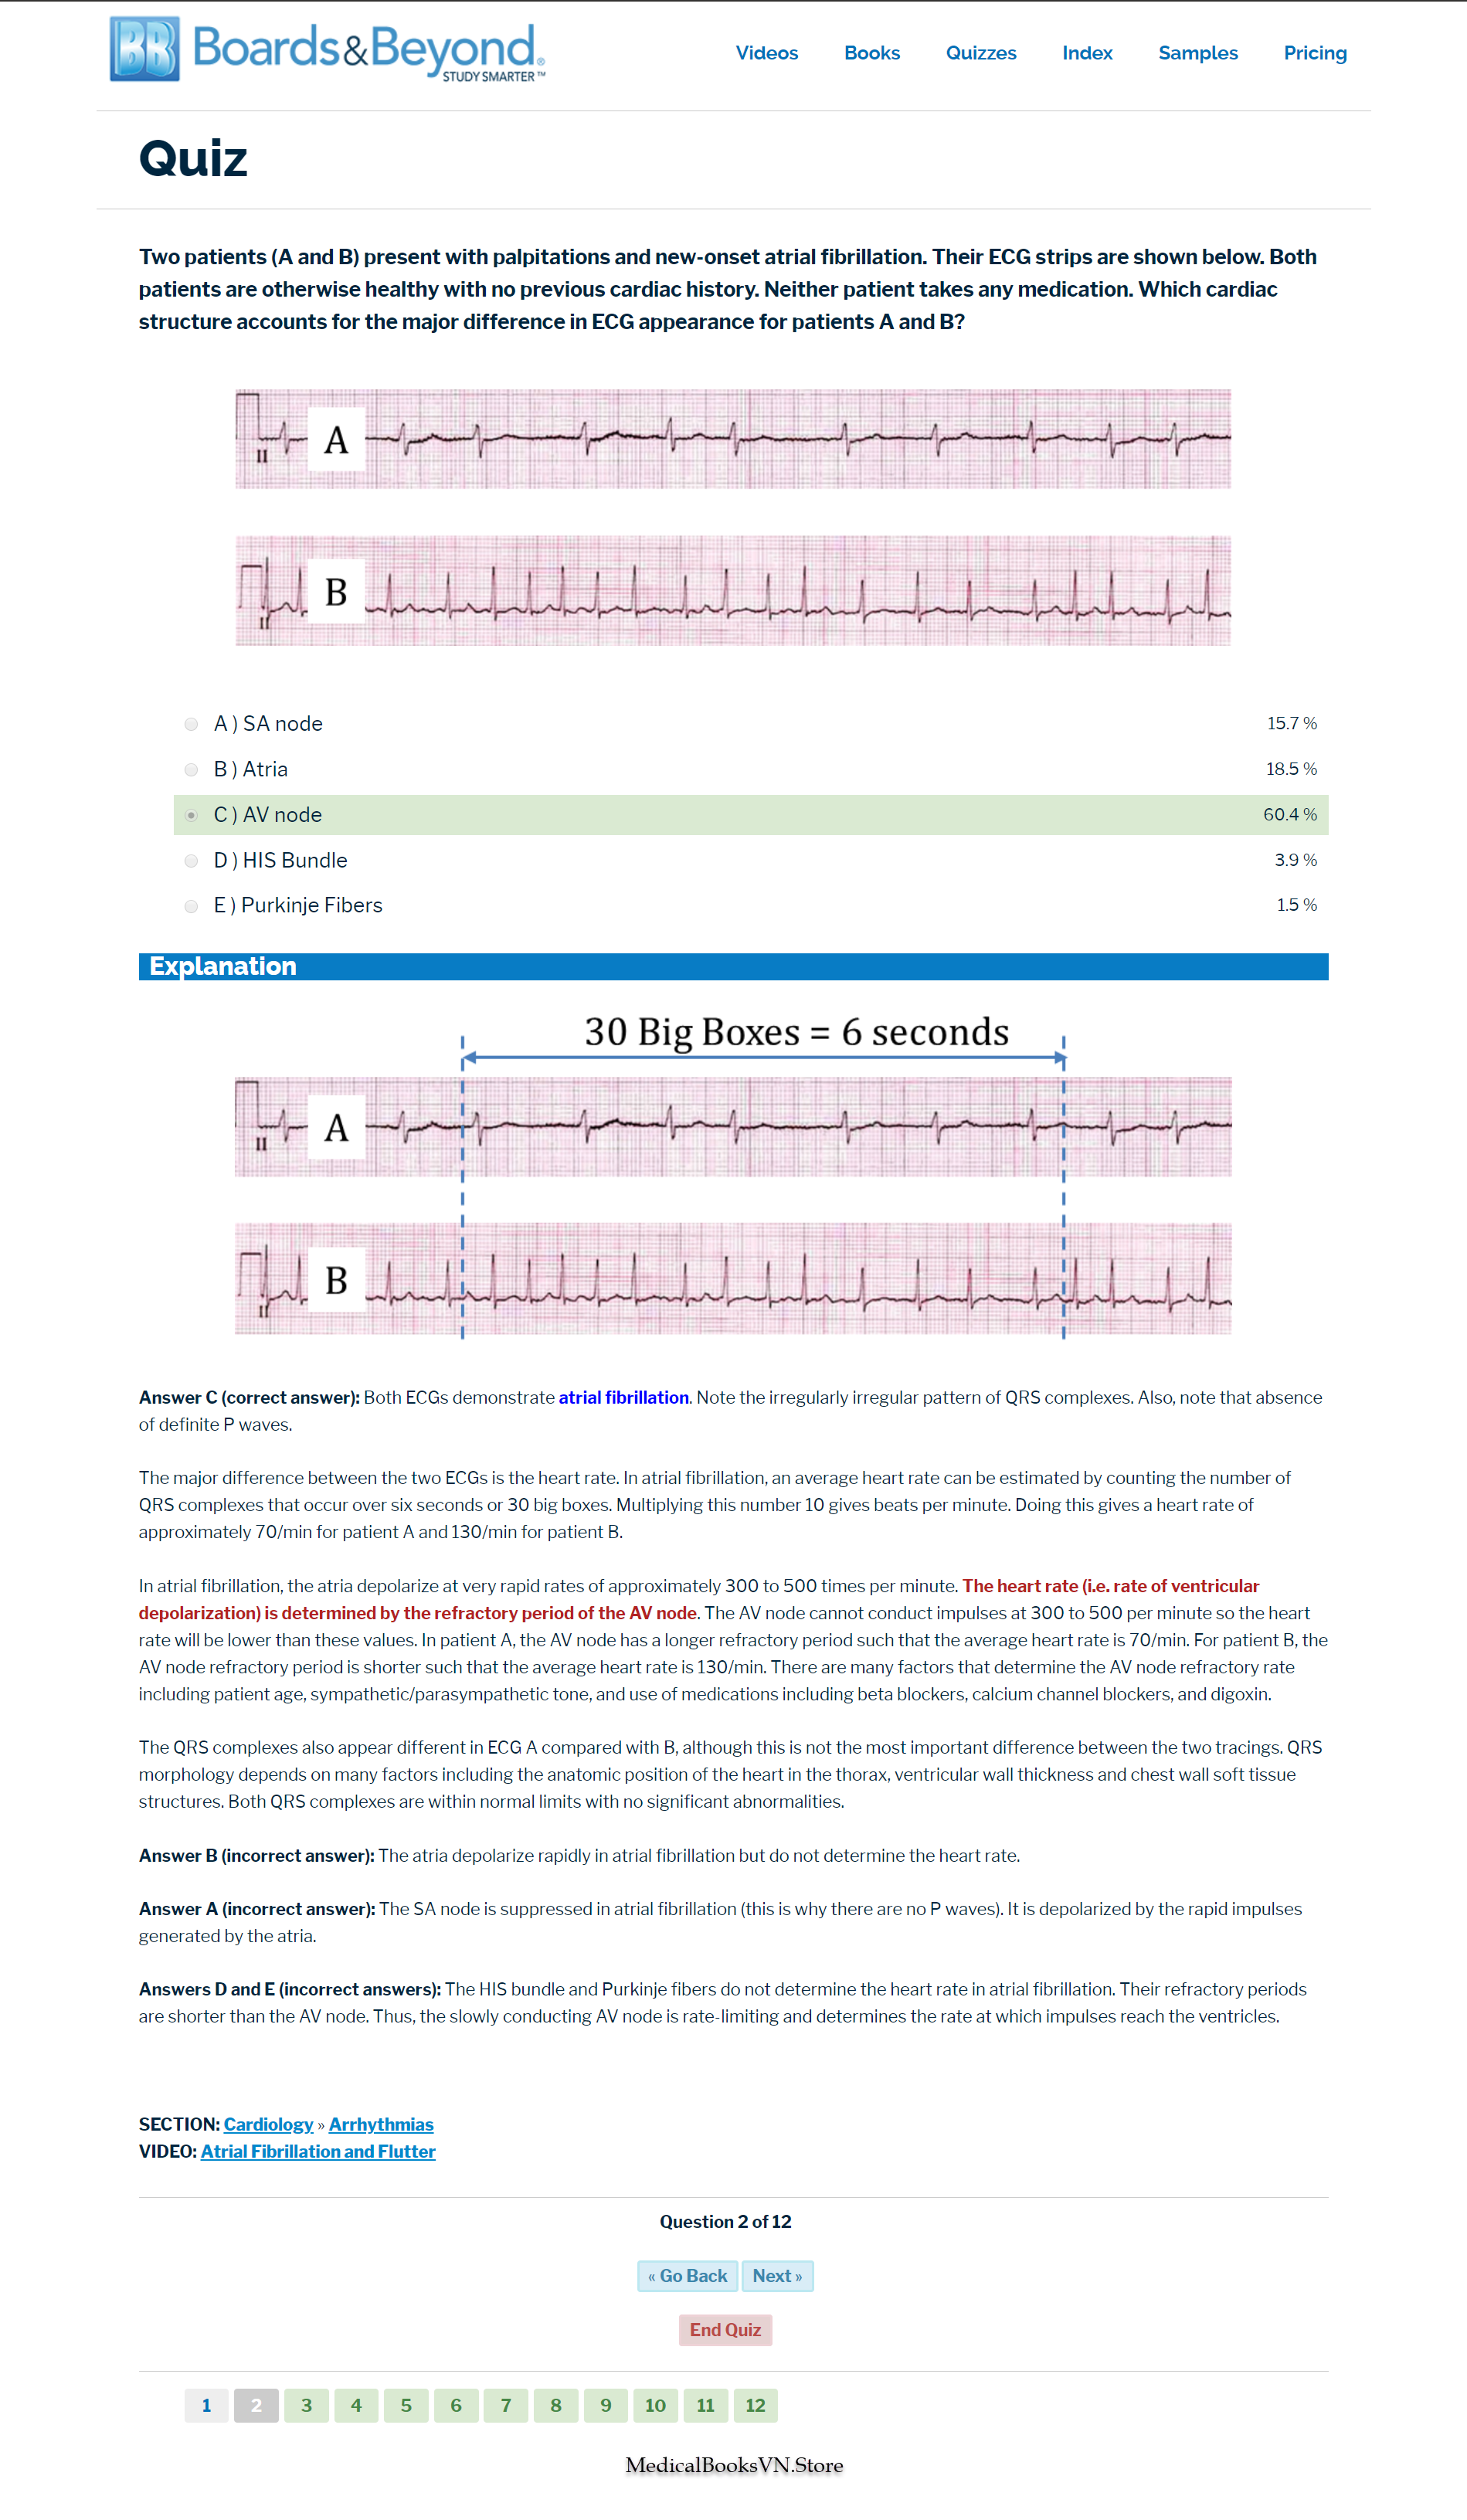 BB Boards&Beyond®
STUDY SMARTER™
Videos Books Quizzes Index Samples Pricing
Quiz
Two patients (A and B) present with palpitations and new-onset atrial fibrillation. Their ECG strips are shown below. Both
patients are otherwise healthy with no previous cardiac history. Neither patient takes any medication. Which cardiac
structure accounts for the major difference in ECG appearance for patients A and B?
A
II
B
II
A ) SA node 15.7 %
B ) Atria 18.5 %
C ) AV node 60.4 %
D ) HIS Bundle 3.9 %
E ) Purkinje Fibers 1.5 %
Explanation
30 Big Boxes = 6 seconds
A
II
B
II
Answer C (correct answer): Both ECGs demonstrate atrial fibrillation. Note the irregularly irregular pattern of QRS complexes. Also, note that absence
of definite P waves.
The major difference between the two ECGs is the heart rate. In atrial fibrillation, an average heart rate can be estimated by counting the number of
QRS complexes that occur over six seconds or 30 big boxes. Multiplying this number 10 gives beats per minute. Doing this gives a heart rate of
approximately 70/min for patient A and 130/min for patient B.
In atrial fibrillation, the atria depolarize at very rapid rates of approximately 300 to 500 times per minute. The heart rate (i.e. rate of ventricular
depolarization) is determined by the refractory period of the AV node. The AV node cannot conduct impulses at 300 to 500 per minute so the heart
rate will be lower than these values. In patient A, the AV node has a longer refractory period such that the average heart rate is 70/min. For patient B, the
AV node refractory period is shorter such that the average heart rate is 130/min. There are many factors that determine the AV node refractory rate
including patient age, sympathetic/parasympathetic tone, and use of medications including beta blockers, calcium channel blockers, and digoxin.
The QRS complexes also appear different in ECG A compared with B, although this is not the most important difference between the two tracings. QRS
morphology depends on many factors including the anatomic position of the heart in the thorax, ventricular wall thickness and chest wall soft tissue
structures. Both QRS complexes are within normal limits with no significant abnormalities.
Answer B (incorrect answer): The atria depolarize rapidly in atrial fibrillation but do not determine the heart rate.
Answer A (incorrect answer): The SA node is suppressed in atrial fibrillation (this is why there are no P waves). It is depolarized by the rapid impulses
generated by the atria.
Answers D and E (incorrect answers): The HIS bundle and Purkinje fibers do not determine the heart rate in atrial fibrillation. Their refractory periods
are shorter than the AV node. Thus, the slowly conducting AV node is rate-limiting and determines the rate at which impulses reach the ventricles.
SECTION: Cardiology » Arrhythmias
VIDEO: Atrial Fibrillation and Flutter
Question 2 of 12
« Go Back Next »
End Quiz
1 2 3 4 5 6 7 8 9 10 11 12
MedicalBooksVN.Store